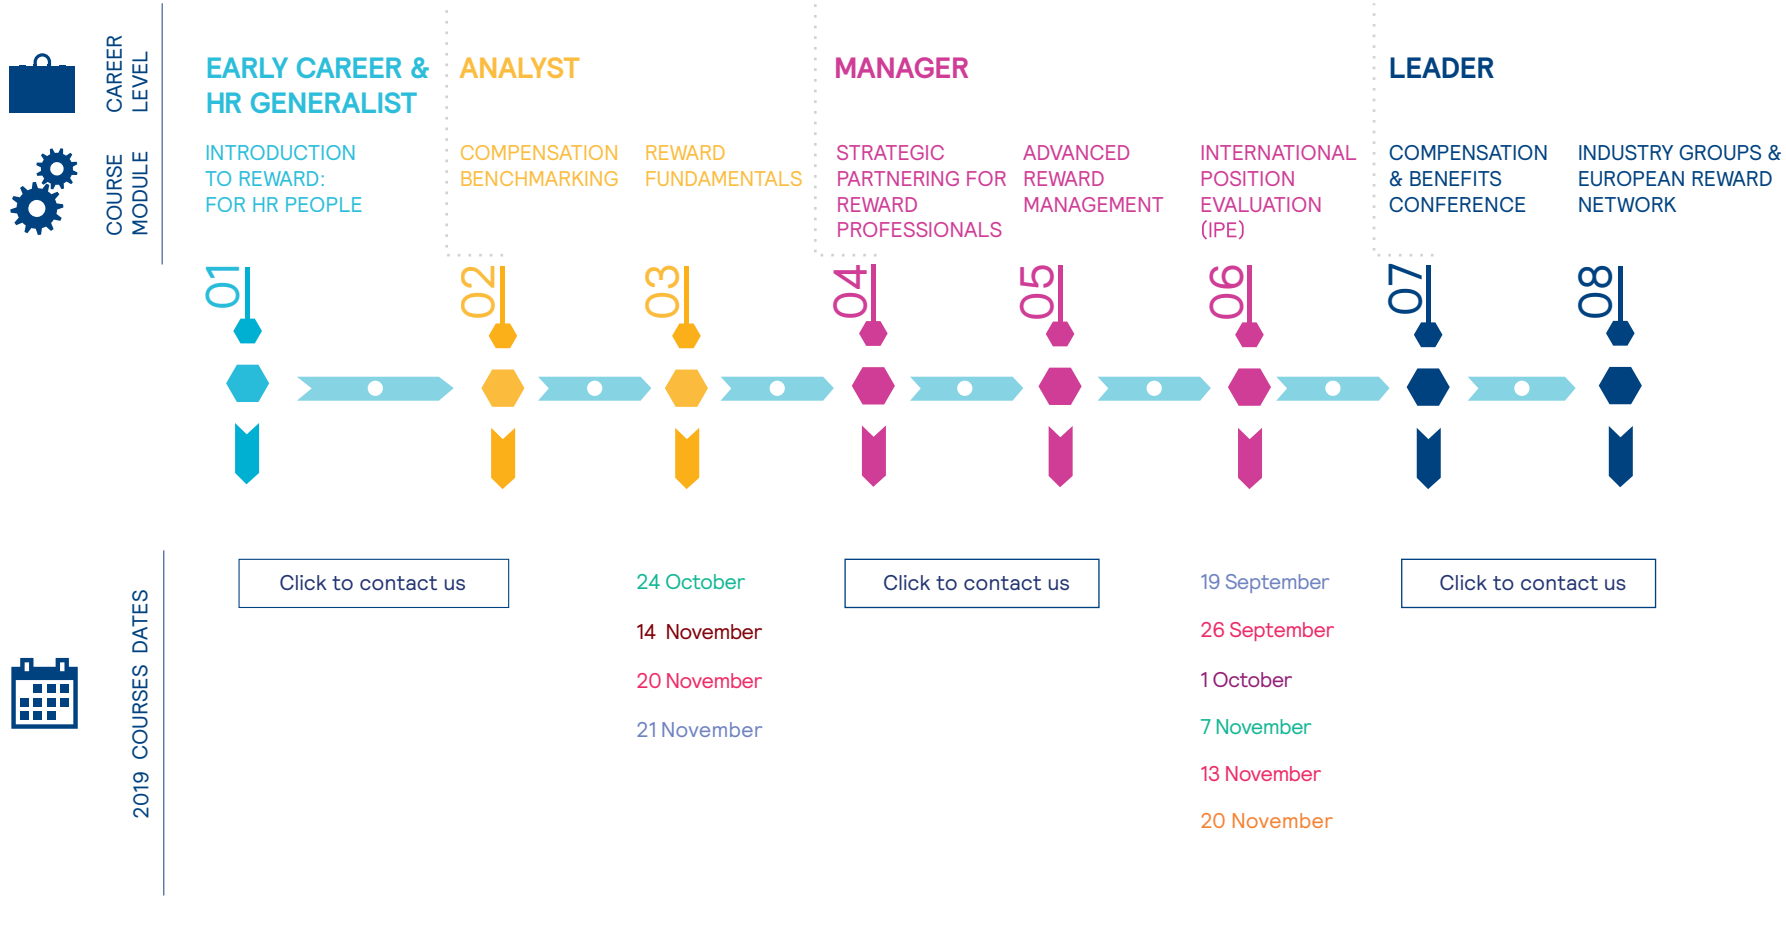 CAREER
LEVEL
EARLY CAREER &
HR GENERALIST
ANALYST
MANAGER
LEADER
COURSE
MODULE
INTRODUCTION
TO REWARD:
FOR HR PEOPLE
COMPENSATION
BENCHMARKING
REWARD
FUNDAMENTALS
STRATEGIC
PARTNERING FOR
REWARD
PROFESSIONALS
ADVANCED
REWARD
MANAGEMENT
INTERNATIONAL
POSITION
EVALUATION
(IPE)
COMPENSATION
& BENEFITS
CONFERENCE
INDUSTRY GROUPS &
EUROPEAN REWARD
NETWORK
01
02
03
04
05
06
07
08
2019 COURSES DATES
Click to contact us
24 October
14 November
20 November
21 November
Click to contact us
19 September
26 September
1 October
7 November
13 November
20 November
Click to contact us